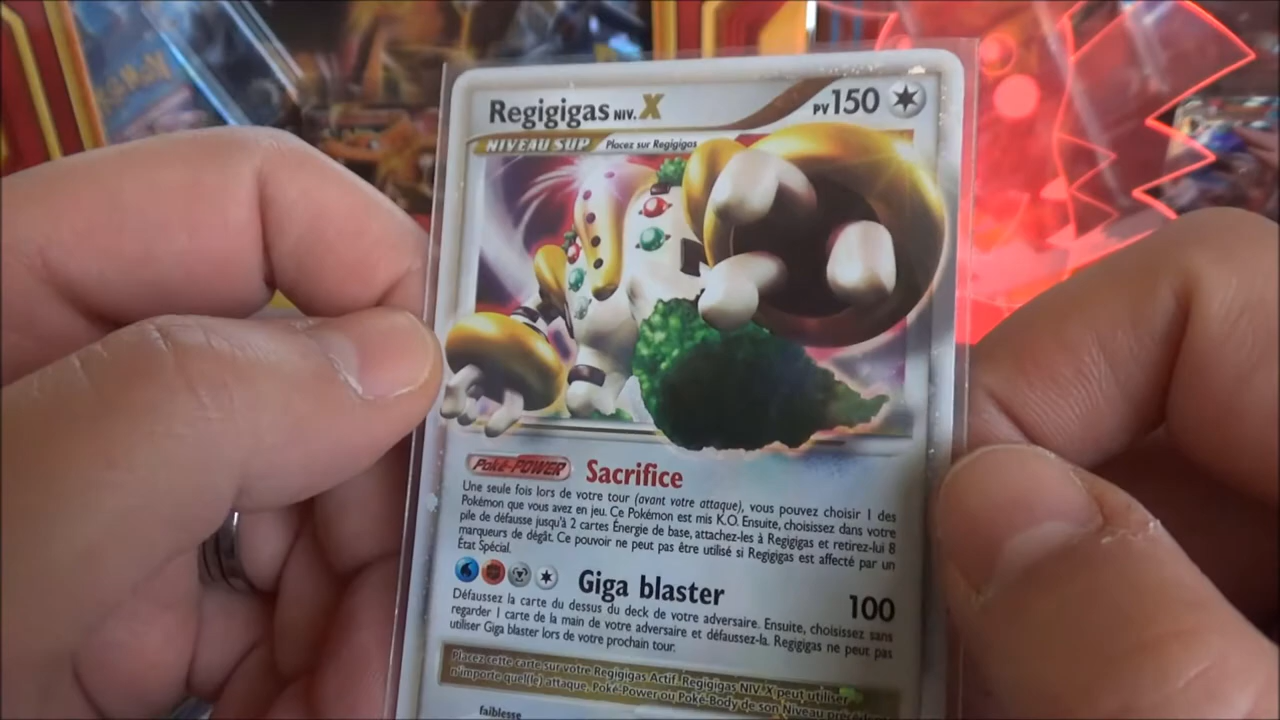 POKÉMON
Regigigas NIV.X
PV 150
NIVEAU SUP Placez sur Regigigas
Poké-POWER Sacrifice
Une seule fois lors de votre tour (avant votre attaque), vous pouvez choisir 1 des
Pokémon que vous avez en jeu. Ce Pokémon est mis K.O. Ensuite, choisissez dans votre
pile de défausse jusqu'à 2 cartes Énergie de base, attachez-les à Regigigas et retirez-lui 8
marqueurs de dégât. Ce pouvoir ne peut pas être utilisé si Regigigas est affecté par un
État Spécial.
Giga blaster 100
Défaussez la carte du dessus du deck de votre adversaire. Ensuite, choisissez sans
regarder 1 carte de la main de votre adversaire et défaussez-la. Regigigas ne peut pas
utiliser Giga blaster lors de votre prochain tour.
Placez cette carte sur votre Regigigas Actif. Regigigas NIV.X peut utiliser
n'importe quel(le) attaque, Poké-Power ou Poké-Body de son Niveau
faiblesse